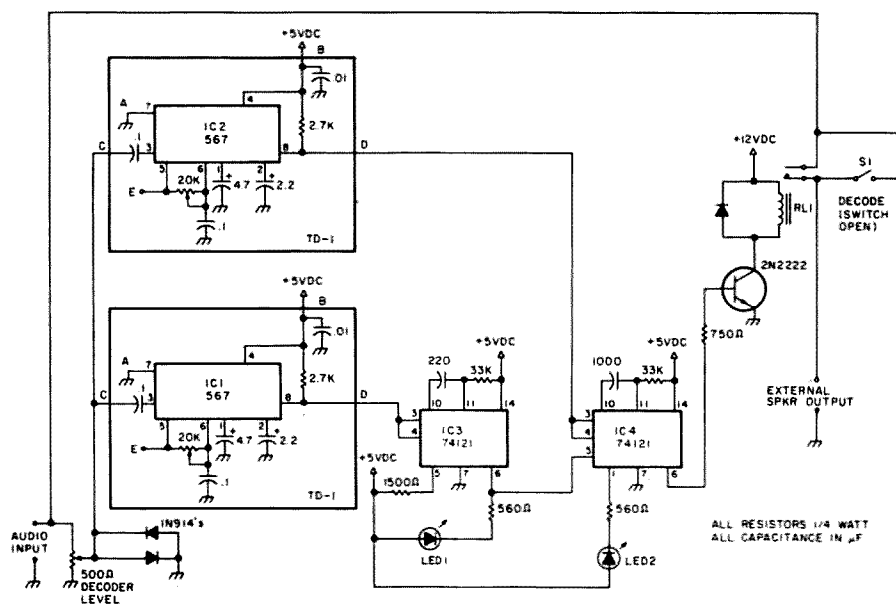 +5VDC
B
.01
A
7
4
IC2
567
2.7K
C
.1
3
8
D
5
6
1
2
E
20K
+
4.7
+
2.2
.1
TD-1
+5VDC
B
.01
A
7
4
IC1
567
2.7K
C
.1
3
8
D
5
6
1
2
E
20K
+
4.7
+
2.2
.1
TD-1
+5VDC
220
33K
10
11
14
3
4
IC3
74121
5
7
6
+5VDC
1500Ω
560Ω
LED1
+5VDC
1000
33K
10
11
14
3
4
5
IC4
74121
1
7
6
560Ω
LED2
+12VDC
RL1
S1
DECODE
(SWITCH
OPEN)
2N2222
750Ω
EXTERNAL
SPKR OUTPUT
AUDIO
INPUT
1N914's
500Ω
DECODER
LEVEL
ALL RESISTORS 1/4 WATT
ALL CAPACITANCE IN µF